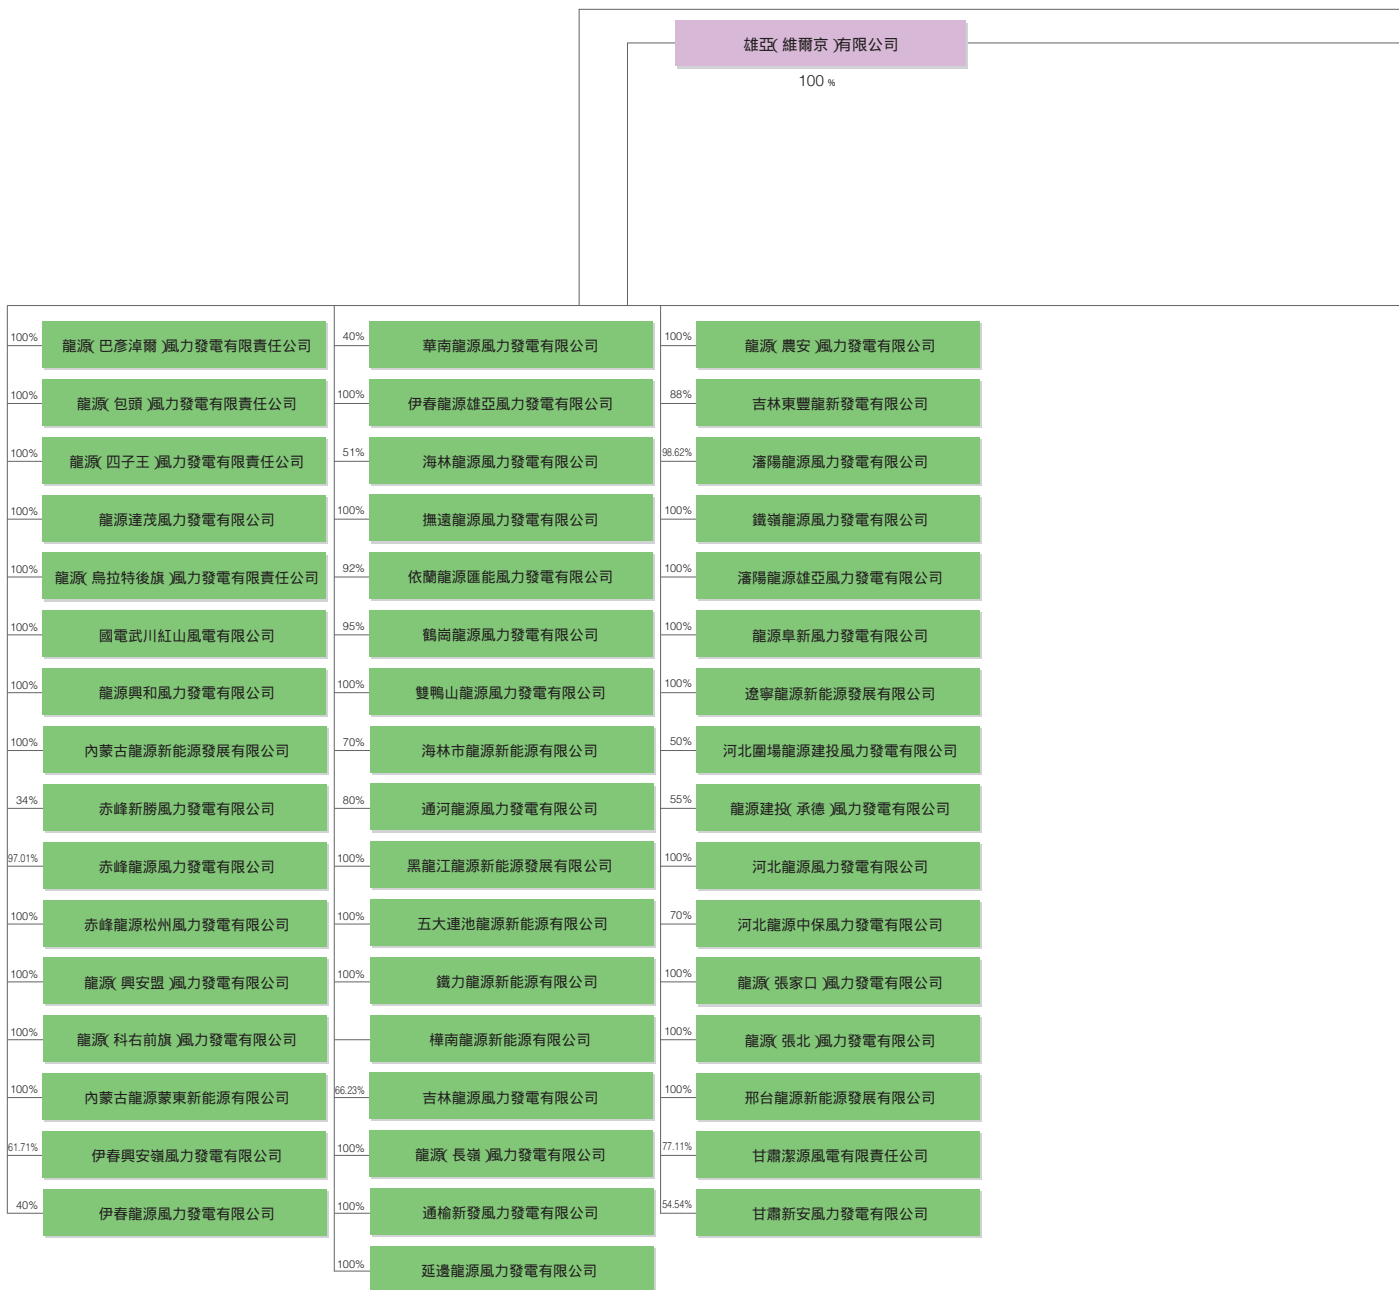 雄亞(維爾京)有限公司
100 %
100%
龍源(巴彥淖爾)風力發電有限責任公司
100%
龍源(包頭)風力發電有限責任公司
100%
龍源(四子王)風力發電有限責任公司
100%
龍源達茂風力發電有限公司
100%
龍源(烏拉特後旗)風力發電有限責任公司
100%
國電武川紅山風電有限公司
100%
龍源興和風力發電有限公司
100%
內蒙古龍源新能源發展有限公司
34%
赤峰新勝風力發電有限公司
97.01%
赤峰龍源風力發電有限公司
100%
赤峰龍源松州風力發電有限公司
100%
龍源(興安盟)風力發電有限公司
100%
龍源(科右前旗)風力發電有限公司
100%
內蒙古龍源蒙東新能源有限公司
61.71%
伊春興安嶺風力發電有限公司
40%
伊春龍源風力發電有限公司
40%
華南龍源風力發電有限公司
100%
伊春龍源雄亞風力發電有限公司
51%
海林龍源風力發電有限公司
100%
撫遠龍源風力發電有限公司
92%
依蘭龍源匯能風力發電有限公司
95%
鶴崗龍源風力發電有限公司
100%
雙鴨山龍源風力發電有限公司
70%
海林市龍源新能源有限公司
80%
通河龍源風力發電有限公司
100%
黑龍江龍源新能源發展有限公司
100%
五大連池龍源新能源有限公司
100%
鐵力龍源新能源有限公司
樺南龍源新能源有限公司
66.23%
吉林龍源風力發電有限公司
100%
龍源(長嶺)風力發電有限公司
100%
通榆新發風力發電有限公司
100%
延邊龍源風力發電有限公司
100%
龍源(農安)風力發電有限公司
88%
吉林東豐龍新發電有限公司
98.62%
瀋陽龍源風力發電有限公司
100%
鐵嶺龍源風力發電有限公司
100%
瀋陽龍源雄亞風力發電有限公司
100%
龍源阜新風力發電有限公司
100%
遼寧龍源新能源發展有限公司
50%
河北圍場龍源建投風力發電有限公司
55%
龍源建投(承德)風力發電有限公司
100%
河北龍源風力發電有限公司
70%
河北龍源中保風力發電有限公司
100%
龍源(張家口)風力發電有限公司
100%
龍源(張北)風力發電有限公司
100%
邢台龍源新能源發展有限公司
77.11%
甘肅潔源風電有限責任公司
54.54%
甘肅新安風力發電有限公司